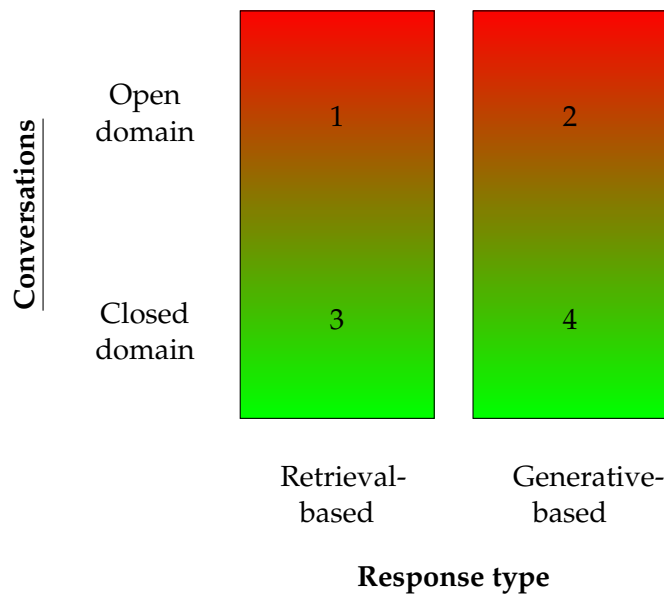 Conversations
Open
domain
1
2
Closed
domain
3
4
Retrieval-
based
Generative-
based
Response type